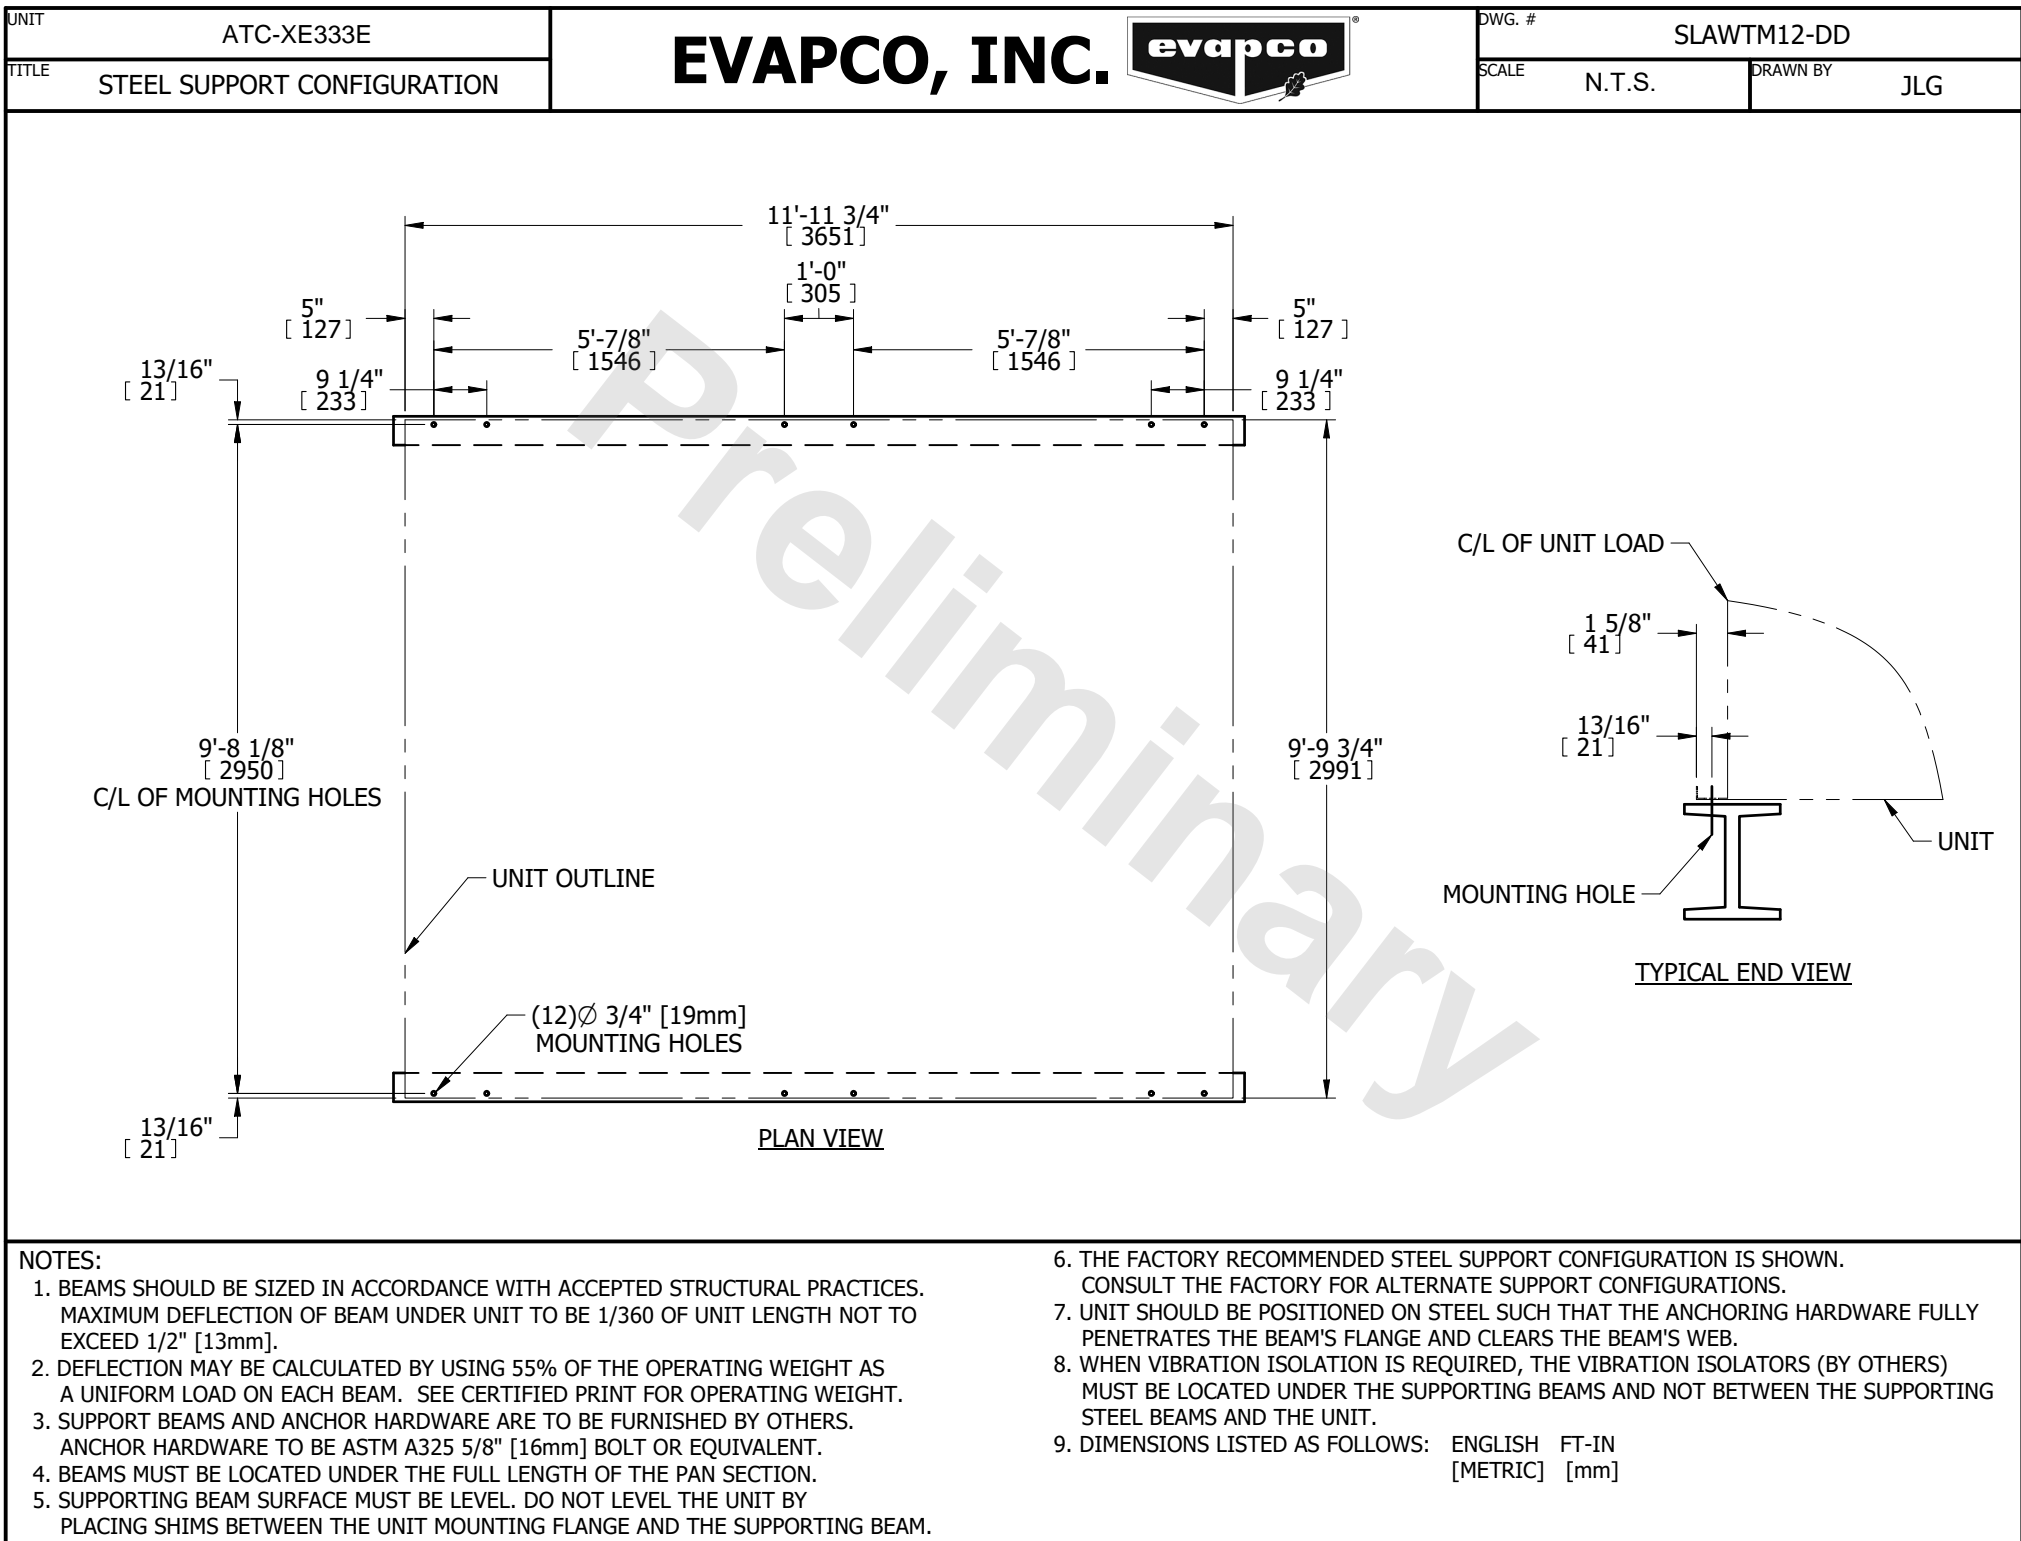 UNIT
ATC-XE333E
TITLE
STEEL SUPPORT CONFIGURATION
EVAPCO, INC.
evapco
®
DWG. #
SLAWTM12-DD
SCALE
N.T.S.
DRAWN BY
JLG
11'-11 3/4"
[ 3651 ]
1'-0"
[ 305 ]
5"
[ 127 ]
5"
[ 127 ]
5'-7/8"
[ 1546 ]
5'-7/8"
[ 1546 ]
13/16"
[ 21 ]
9 1/4"
[ 233 ]
9 1/4"
[ 233 ]
Preliminary
C/L OF UNIT LOAD
1 5/8"
[ 41 ]
13/16"
[ 21 ]
9'-8 1/8"
[ 2950 ]
C/L OF MOUNTING HOLES
9'-9 3/4"
[ 2991 ]
UNIT
UNIT OUTLINE
MOUNTING HOLE
TYPICAL END VIEW
(12)∅ 3/4" [19mm]
MOUNTING HOLES
13/16"
[ 21 ]
PLAN VIEW
NOTES:
1. BEAMS SHOULD BE SIZED IN ACCORDANCE WITH ACCEPTED STRUCTURAL PRACTICES.
MAXIMUM DEFLECTION OF BEAM UNDER UNIT TO BE 1/360 OF UNIT LENGTH NOT TO
EXCEED 1/2" [13mm].
2. DEFLECTION MAY BE CALCULATED BY USING 55% OF THE OPERATING WEIGHT AS
A UNIFORM LOAD ON EACH BEAM. SEE CERTIFIED PRINT FOR OPERATING WEIGHT.
3. SUPPORT BEAMS AND ANCHOR HARDWARE ARE TO BE FURNISHED BY OTHERS.
ANCHOR HARDWARE TO BE ASTM A325 5/8" [16mm] BOLT OR EQUIVALENT.
4. BEAMS MUST BE LOCATED UNDER THE FULL LENGTH OF THE PAN SECTION.
5. SUPPORTING BEAM SURFACE MUST BE LEVEL. DO NOT LEVEL THE UNIT BY
PLACING SHIMS BETWEEN THE UNIT MOUNTING FLANGE AND THE SUPPORTING BEAM.
6. THE FACTORY RECOMMENDED STEEL SUPPORT CONFIGURATION IS SHOWN.
CONSULT THE FACTORY FOR ALTERNATE SUPPORT CONFIGURATIONS.
7. UNIT SHOULD BE POSITIONED ON STEEL SUCH THAT THE ANCHORING HARDWARE FULLY
PENETRATES THE BEAM'S FLANGE AND CLEARS THE BEAM'S WEB.
8. WHEN VIBRATION ISOLATION IS REQUIRED, THE VIBRATION ISOLATORS (BY OTHERS)
MUST BE LOCATED UNDER THE SUPPORTING BEAMS AND NOT BETWEEN THE SUPPORTING
STEEL BEAMS AND THE UNIT.
9. DIMENSIONS LISTED AS FOLLOWS: ENGLISH FT-IN
[METRIC] [mm]